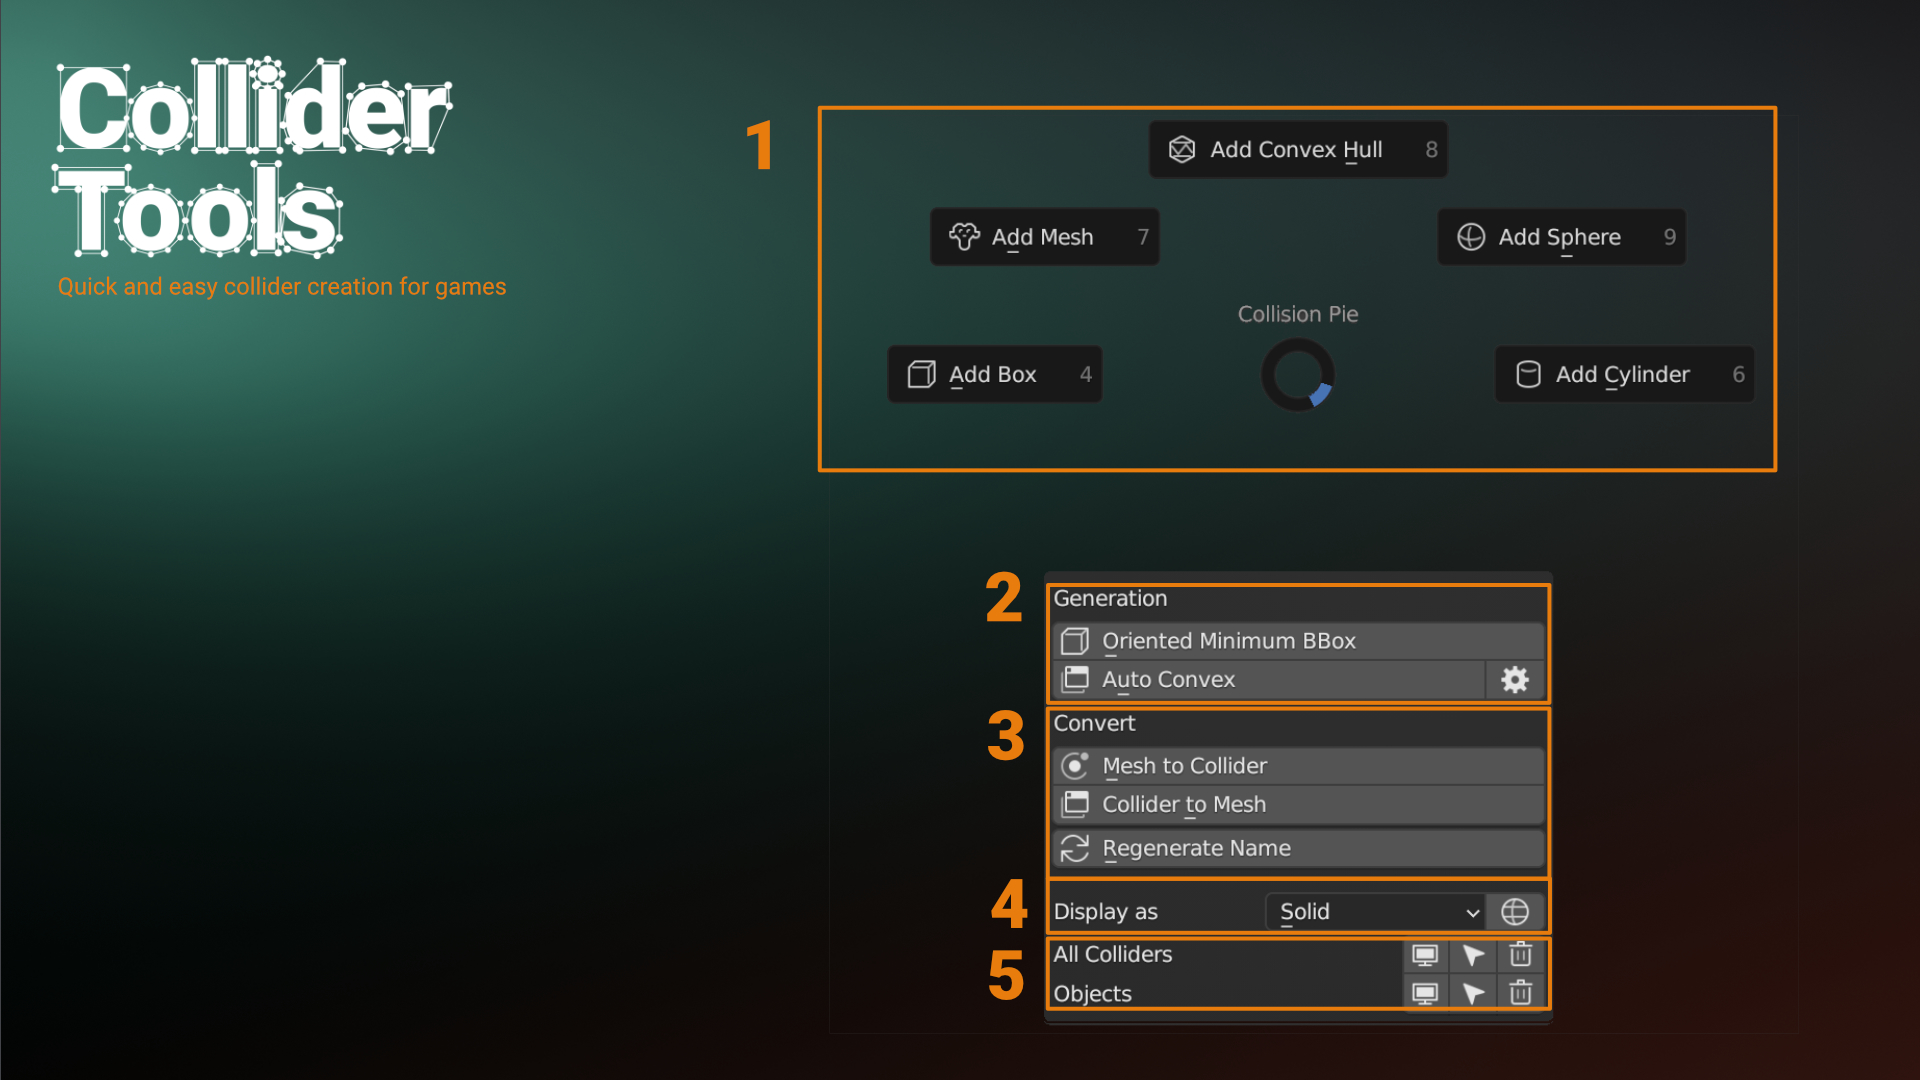 Collider
Tools
Quick and easy collider creation for games
1
Add Convex Hull 8
Add Mesh 7
Add Sphere 9
Collision Pie
Add Box 4
Add Cylinder 6
2
Generation
Oriented Minimum BBox
Auto Convex
3
Convert
Mesh to Collider
Collider to Mesh
Regenerate Name
4
Display as Solid
5
All Colliders
Objects